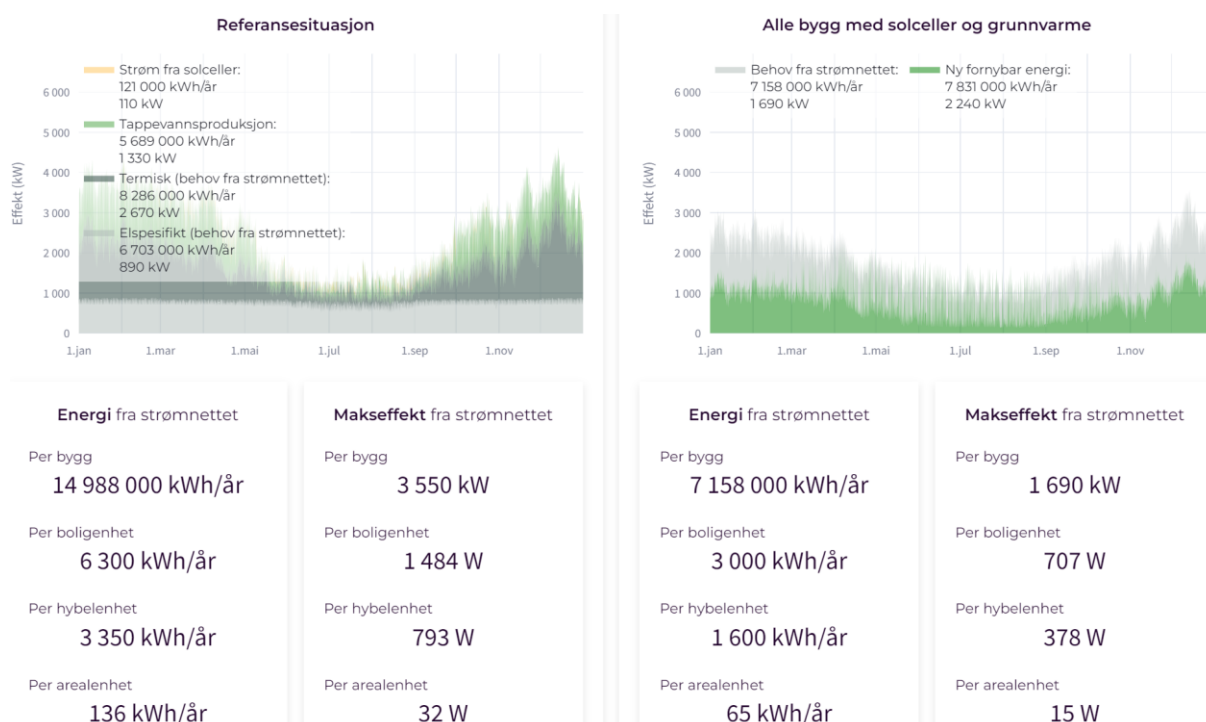 Referansesituasjon
Strøm fra solceller:
121 000 kWh/år
110 kW
Tappevannsproduksjon:
5 689 000 kWh/år
1 330 kW
Termisk (behov fra strømnettet):
8 286 000 kWh/år
2 670 kW
Elspesifikt (behov fra strømnettet):
6 703 000 kWh/år
890 kW
Effekt (kW)
6 000
5 000
4 000
3 000
2 000
1 000
0
1.jan 1.mar 1.mai 1.jul 1.sep 1.nov
Energi fra strømnettet
Per bygg
14 988 000 kWh/år
Per boligenhet
6 300 kWh/år
Per hybelenhet
3 350 kWh/år
Per arealenhet
136 kWh/år
Makseffekt fra strømnettet
Per bygg
3 550 kW
Per boligenhet
1 484 W
Per hybelenhet
793 W
Per arealenhet
32 W
Alle bygg med solceller og grunnvarme
Behov fra strømnettet:
7 158 000 kWh/år
1 690 kW
Ny fornybar energi:
7 831 000 kWh/år
2 240 kW
Effekt (kW)
6 000
5 000
4 000
3 000
2 000
1 000
0
1.jan 1.mar 1.mai 1.jul 1.sep 1.nov
Energi fra strømnettet
Per bygg
7 158 000 kWh/år
Per boligenhet
3 000 kWh/år
Per hybelenhet
1 600 kWh/år
Per arealenhet
65 kWh/år
Makseffekt fra strømnettet
Per bygg
1 690 kW
Per boligenhet
707 W
Per hybelenhet
378 W
Per arealenhet
15 W